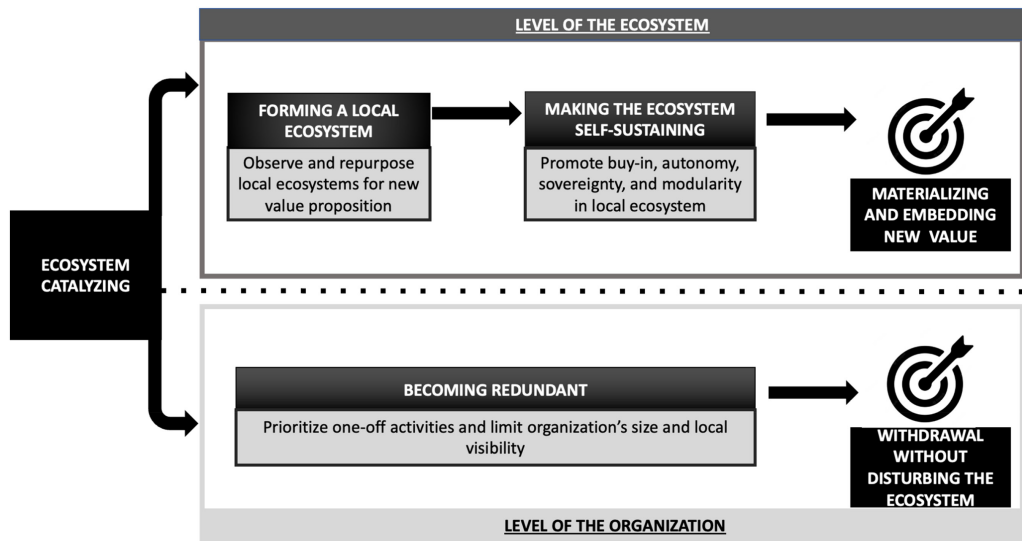 LEVEL OF THE ECOSYSTEM
FORMING A LOCAL
ECOSYSTEM
Observe and repurpose
local ecosystems for new
value proposition
MAKING THE ECOSYSTEM
SELF-SUSTAINING
Promote buy-in, autonomy,
sovereignty, and modularity
in local ecosystem
MATERIALIZING
AND EMBEDDING
NEW VALUE
ECOSYSTEM
CATALYZING
BECOMING REDUNDANT
Prioritize one-off activities and limit organization's size and local
visibility
WITHDRAWAL
WITHOUT
DISTURBING THE
ECOSYSTEM
LEVEL OF THE ORGANIZATION